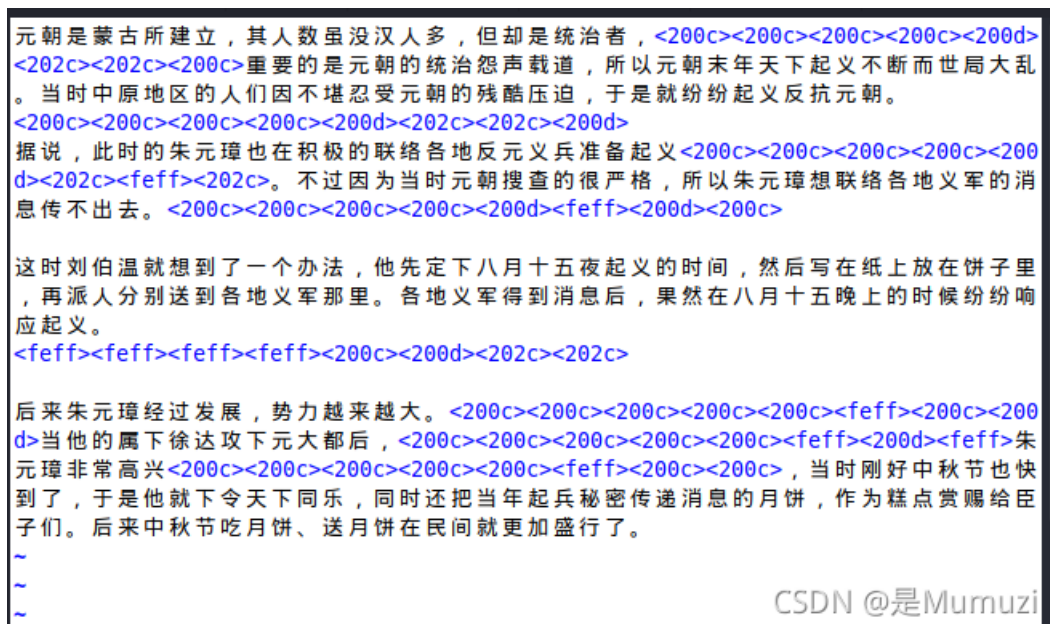 元朝是蒙古所建立，其人数虽没汉人多，但却是统治者，<200c><200c><200c><200c><200d>
<202c><202c><200c>重要的是元朝的统治怨声载道，所以元朝末年天下起义不断而世局大乱
。当时中原地区的人们因不堪忍受元朝的残酷压迫，于是就纷纷起义反抗元朝。
<200c><200c><200c><200c><200d><202c><202c><200d>
据说，此时的朱元璋也在积极的联络各地反元义兵准备起义<200c><200c><200c><200c><200
d><202c><feff><202c>。不过因为当时元朝搜查的很严格，所以朱元璋想联络各地义军的消
息传不出去。<200c><200c><200c><200c><200d><feff><200d><200c>
这时刘伯温就想到了一个办法，他先定下八月十五夜起义的时间，然后写在纸上放在饼子里
，再派人分别送到各地义军那里。各地义军得到消息后，果然在八月十五晚上的时候纷纷响
应起义。
<feff><feff><feff><feff><200c><200d><202c><202c>
后来朱元璋经过发展，势力越来越大。<200c><200c><200c><200c><200c><feff><200c><200
d>当他的属下徐达攻下元大都后，<200c><200c><200c><200c><200c><feff><200d><feff>朱
元璋非常高兴<200c><200c><200c><200c><200c><feff><200c><200c>，当时刚好中秋节也快
到了，于是他就下令天下同乐，同时还把当年起兵秘密传递消息的月饼，作为糕点赏赐给臣
子们。后来中秋节吃月饼、送月饼在民间就更加盛行了。
~
~
~
CSDN @是Mumuzi